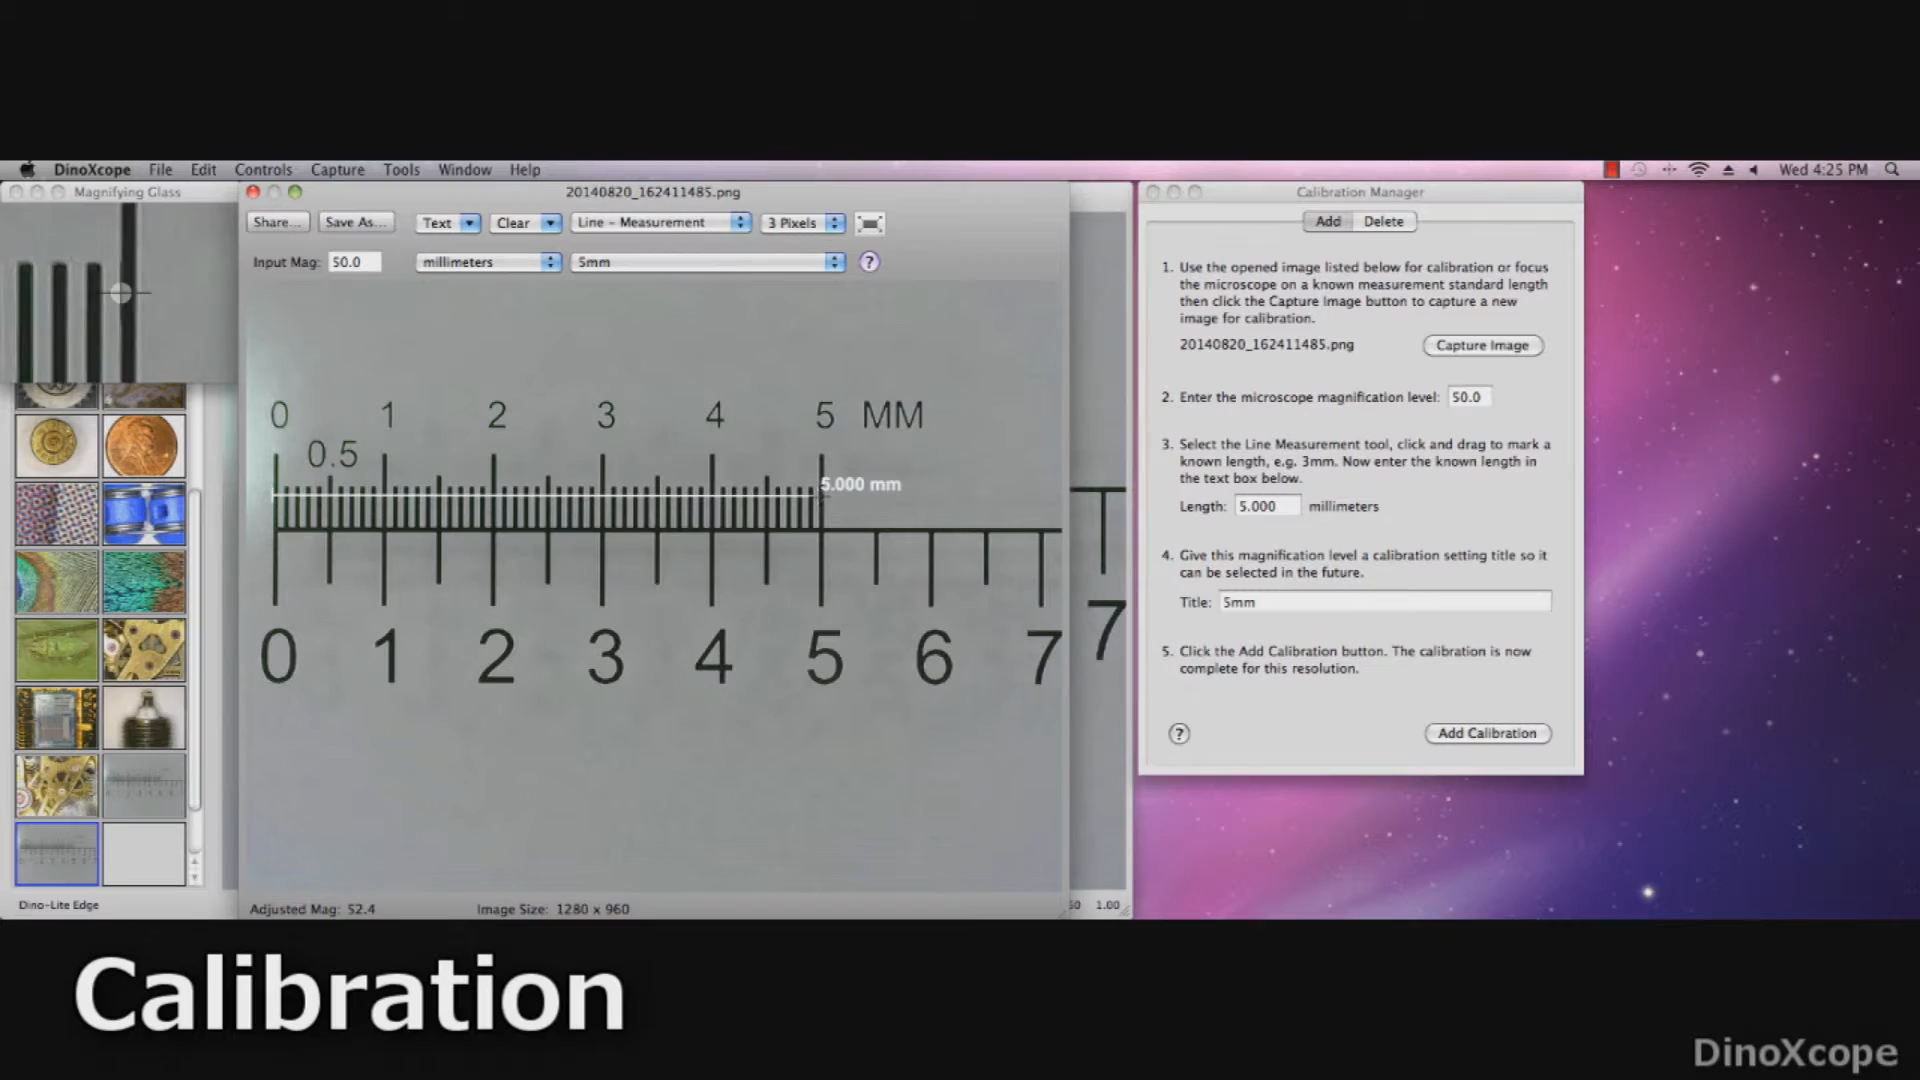 DinoXcope File Edit Controls Capture Tools Window Help Wed 4:25 PM
Magnifying Glass
20140820_162411485.png
Share... Save As... Text Clear Line - Measurement 3 Pixels
Input Mag: 50.0 millimeters 5mm ?
0 1 2 3 4 5 MM
0.5
5.000 mm
0 1 2 3 4 5 6 7
7
Adjusted Mag: 52.4 Image Size: 1280 x 960
1.00
Dino-Lite Edge
Calibration Manager
Add Delete
1. Use the opened image listed below for calibration or focus
the microscope on a known measurement standard length
then click the Capture Image button to capture a new
image for calibration.
20140820_162411485.png Capture Image
2. Enter the microscope magnification level: 50.0
3. Select the Line Measurement tool, click and drag to mark a
known length, e.g. 3mm. Now enter the known length in
the text box below.
Length: 5.000 millimeters
4. Give this magnification level a calibration setting title so it
can be selected in the future.
Title: 5mm
5. Click the Add Calibration button. The calibration is now
complete for this resolution.
? Add Calibration
Calibration
DinoXcope